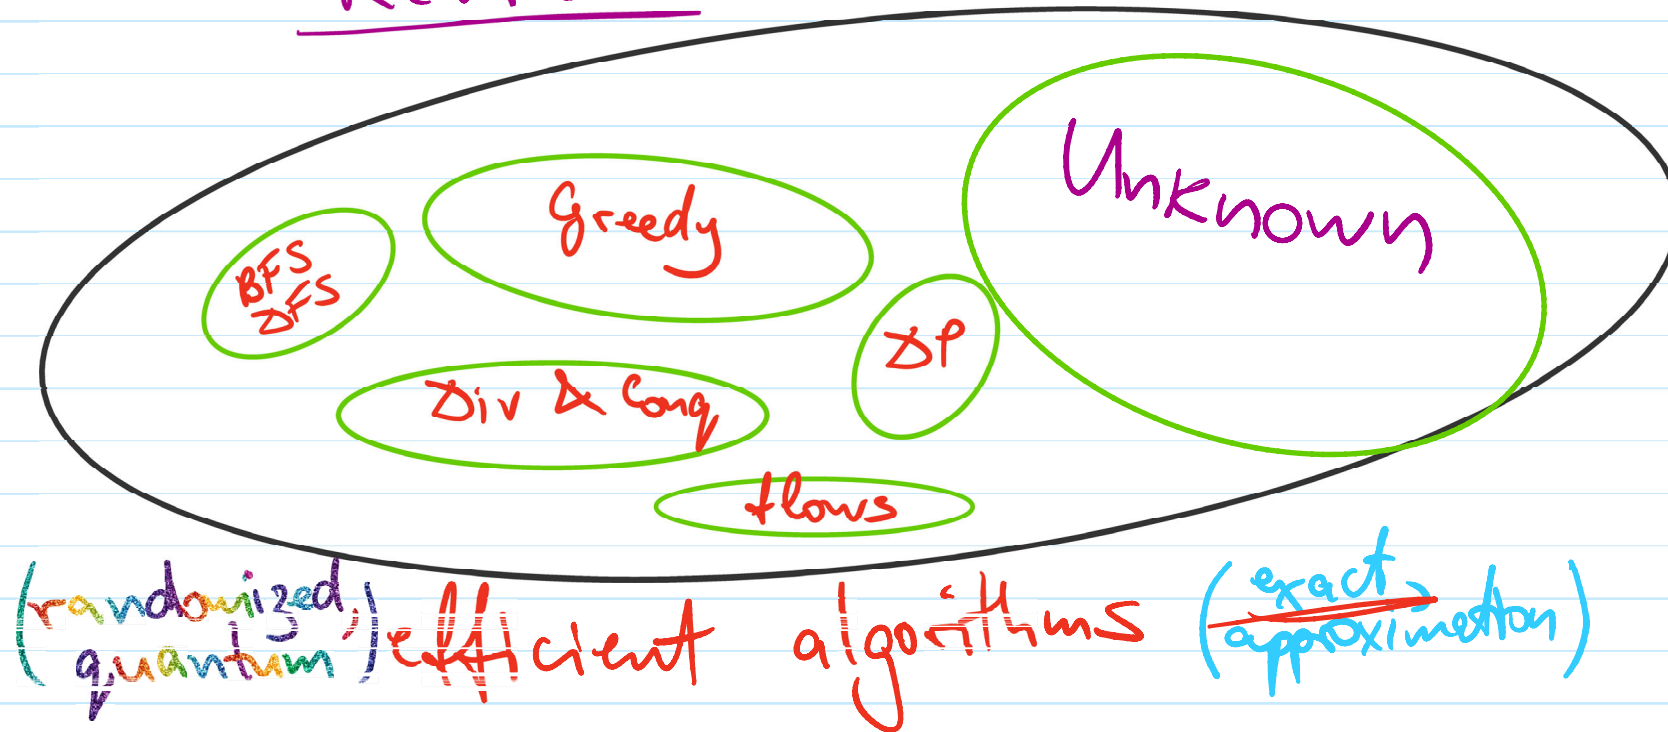 Greedy
Unknown
BFS
DFS
DP
Div & Conq
flows
(randomized,
quantum)
efficient algorithms
(exact,
approximation)